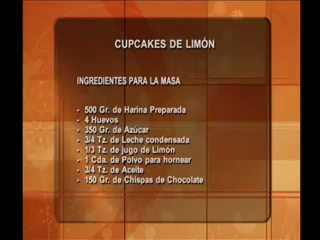 CUPCAKES DE LIMÓN
INGREDIENTES PARA LA MASA
- 500 Gr. de Harina Preparada
- 4 Huevos
- 350 Gr. de Azúcar
- 3/4 Tz. de Leche condensada
- 1/3 Tz. de jugo de Limón
- 1 Cda. de Polvo para hornear
- 3/4 Tz. de Aceite
- 150 Gr. de Chispas de Chocolate